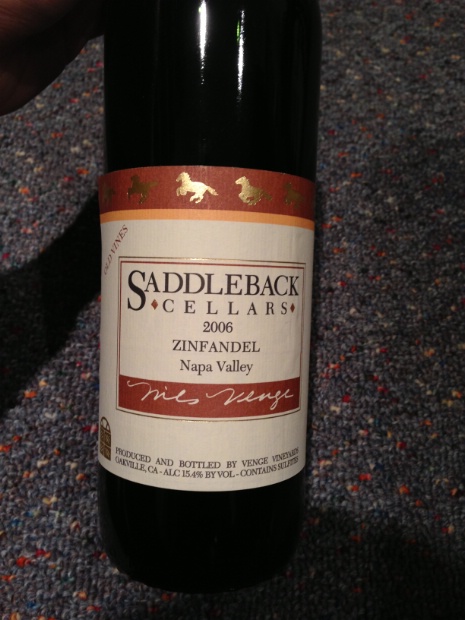 OLD VINES
SADDLEBACK
CELLARS
2006
ZINFANDEL
Napa Valley
Nils Venge
PRODUCED AND BOTTLED BY VENGE VINEYARDS
OAKVILLE, CA - ALC 15.4% BY VOL - CONTAINS SULFITES